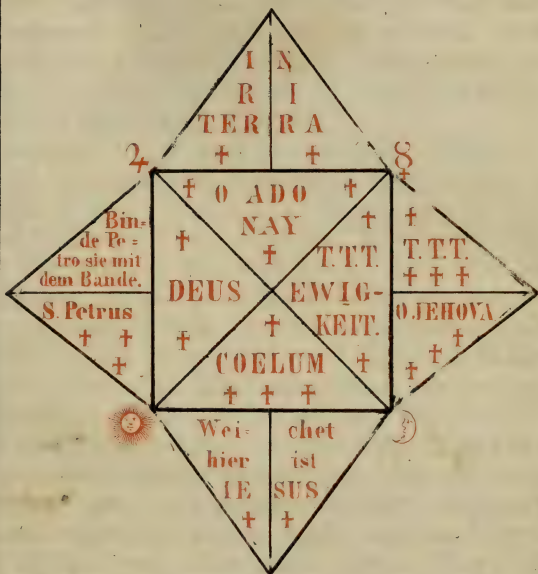 I N
R I
TER RA
✝ ✝
♃ ☿
✝ O ADO ✝
NAY
✝
Bin=
de Pe=
tro sie mit
dem Bande.
S. Petrus
✝ ✝
✝
✝
DEUS
✝
✝
T.T.T.
EWIG-
KEIT.
✝
✝
T.T.T.
✝ ✝ ✝
O JEHOVA
✝
✝
✝
✝
COELUM
✝ ✝ ✝
Wei= chet
hier ist
IE SUS
✝ ✝